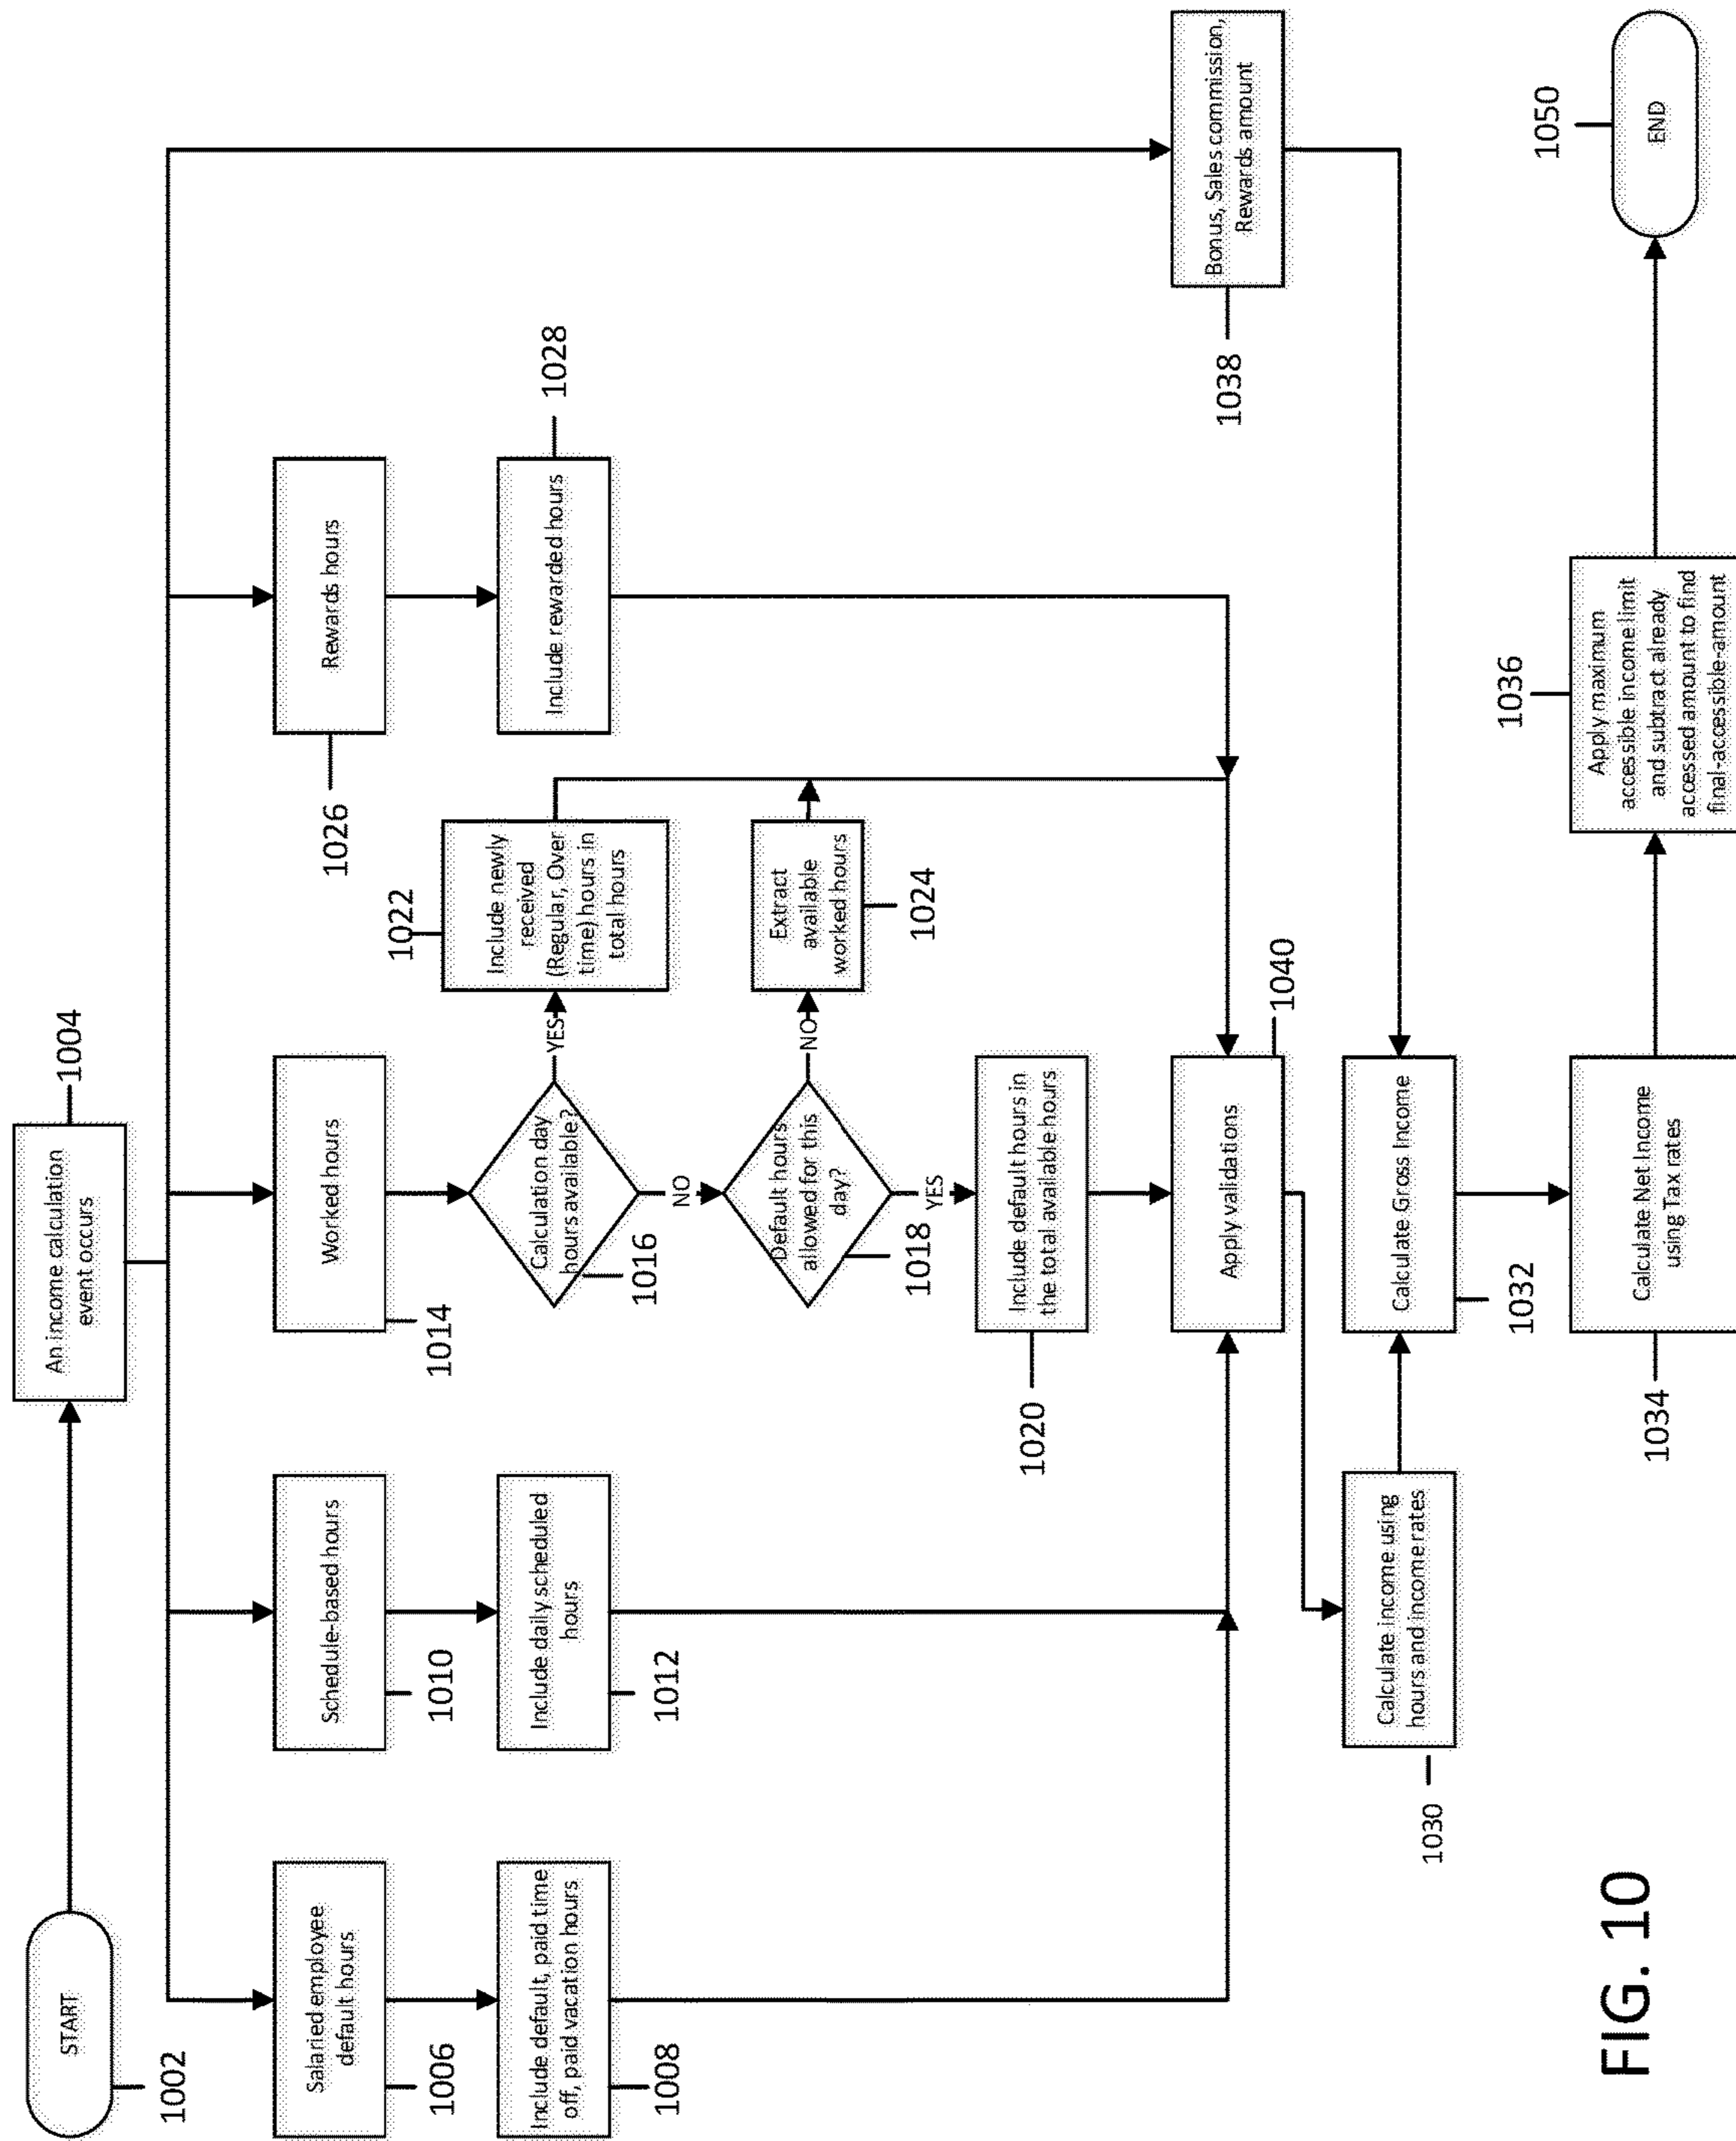 START
1002
An income calculation
event occurs
1004
Salaried employee
default hours
1006
Schedule-based hours
1010
Worked hours
1014
Rewards hours
1026
Include default, paid time
off, paid vacation hours
1008
Include daily scheduled
hours
1012
Calculation day
hours available?
1016
YES
NO
Include newly
received
(Regular, Over
time) hours in
total hours
1022
Include rewarded hours
1028
Default hours
allowed for this
day?
1018
NO
YES
Extract
available
worked hours
1024
Include default hours in
the total available hours
1020
Apply validations
1040
Bonus, Sales commission,
Rewards amount
1038
Calculate income using
hours and income rates
1030
Calculate Gross Income
1032
Calculate Net Income
using Tax rates
1034
Apply maximum
accessible income limit
and subtract already
accessed amount to find
final-accessible-amount
1036
END
1050
FIG. 10